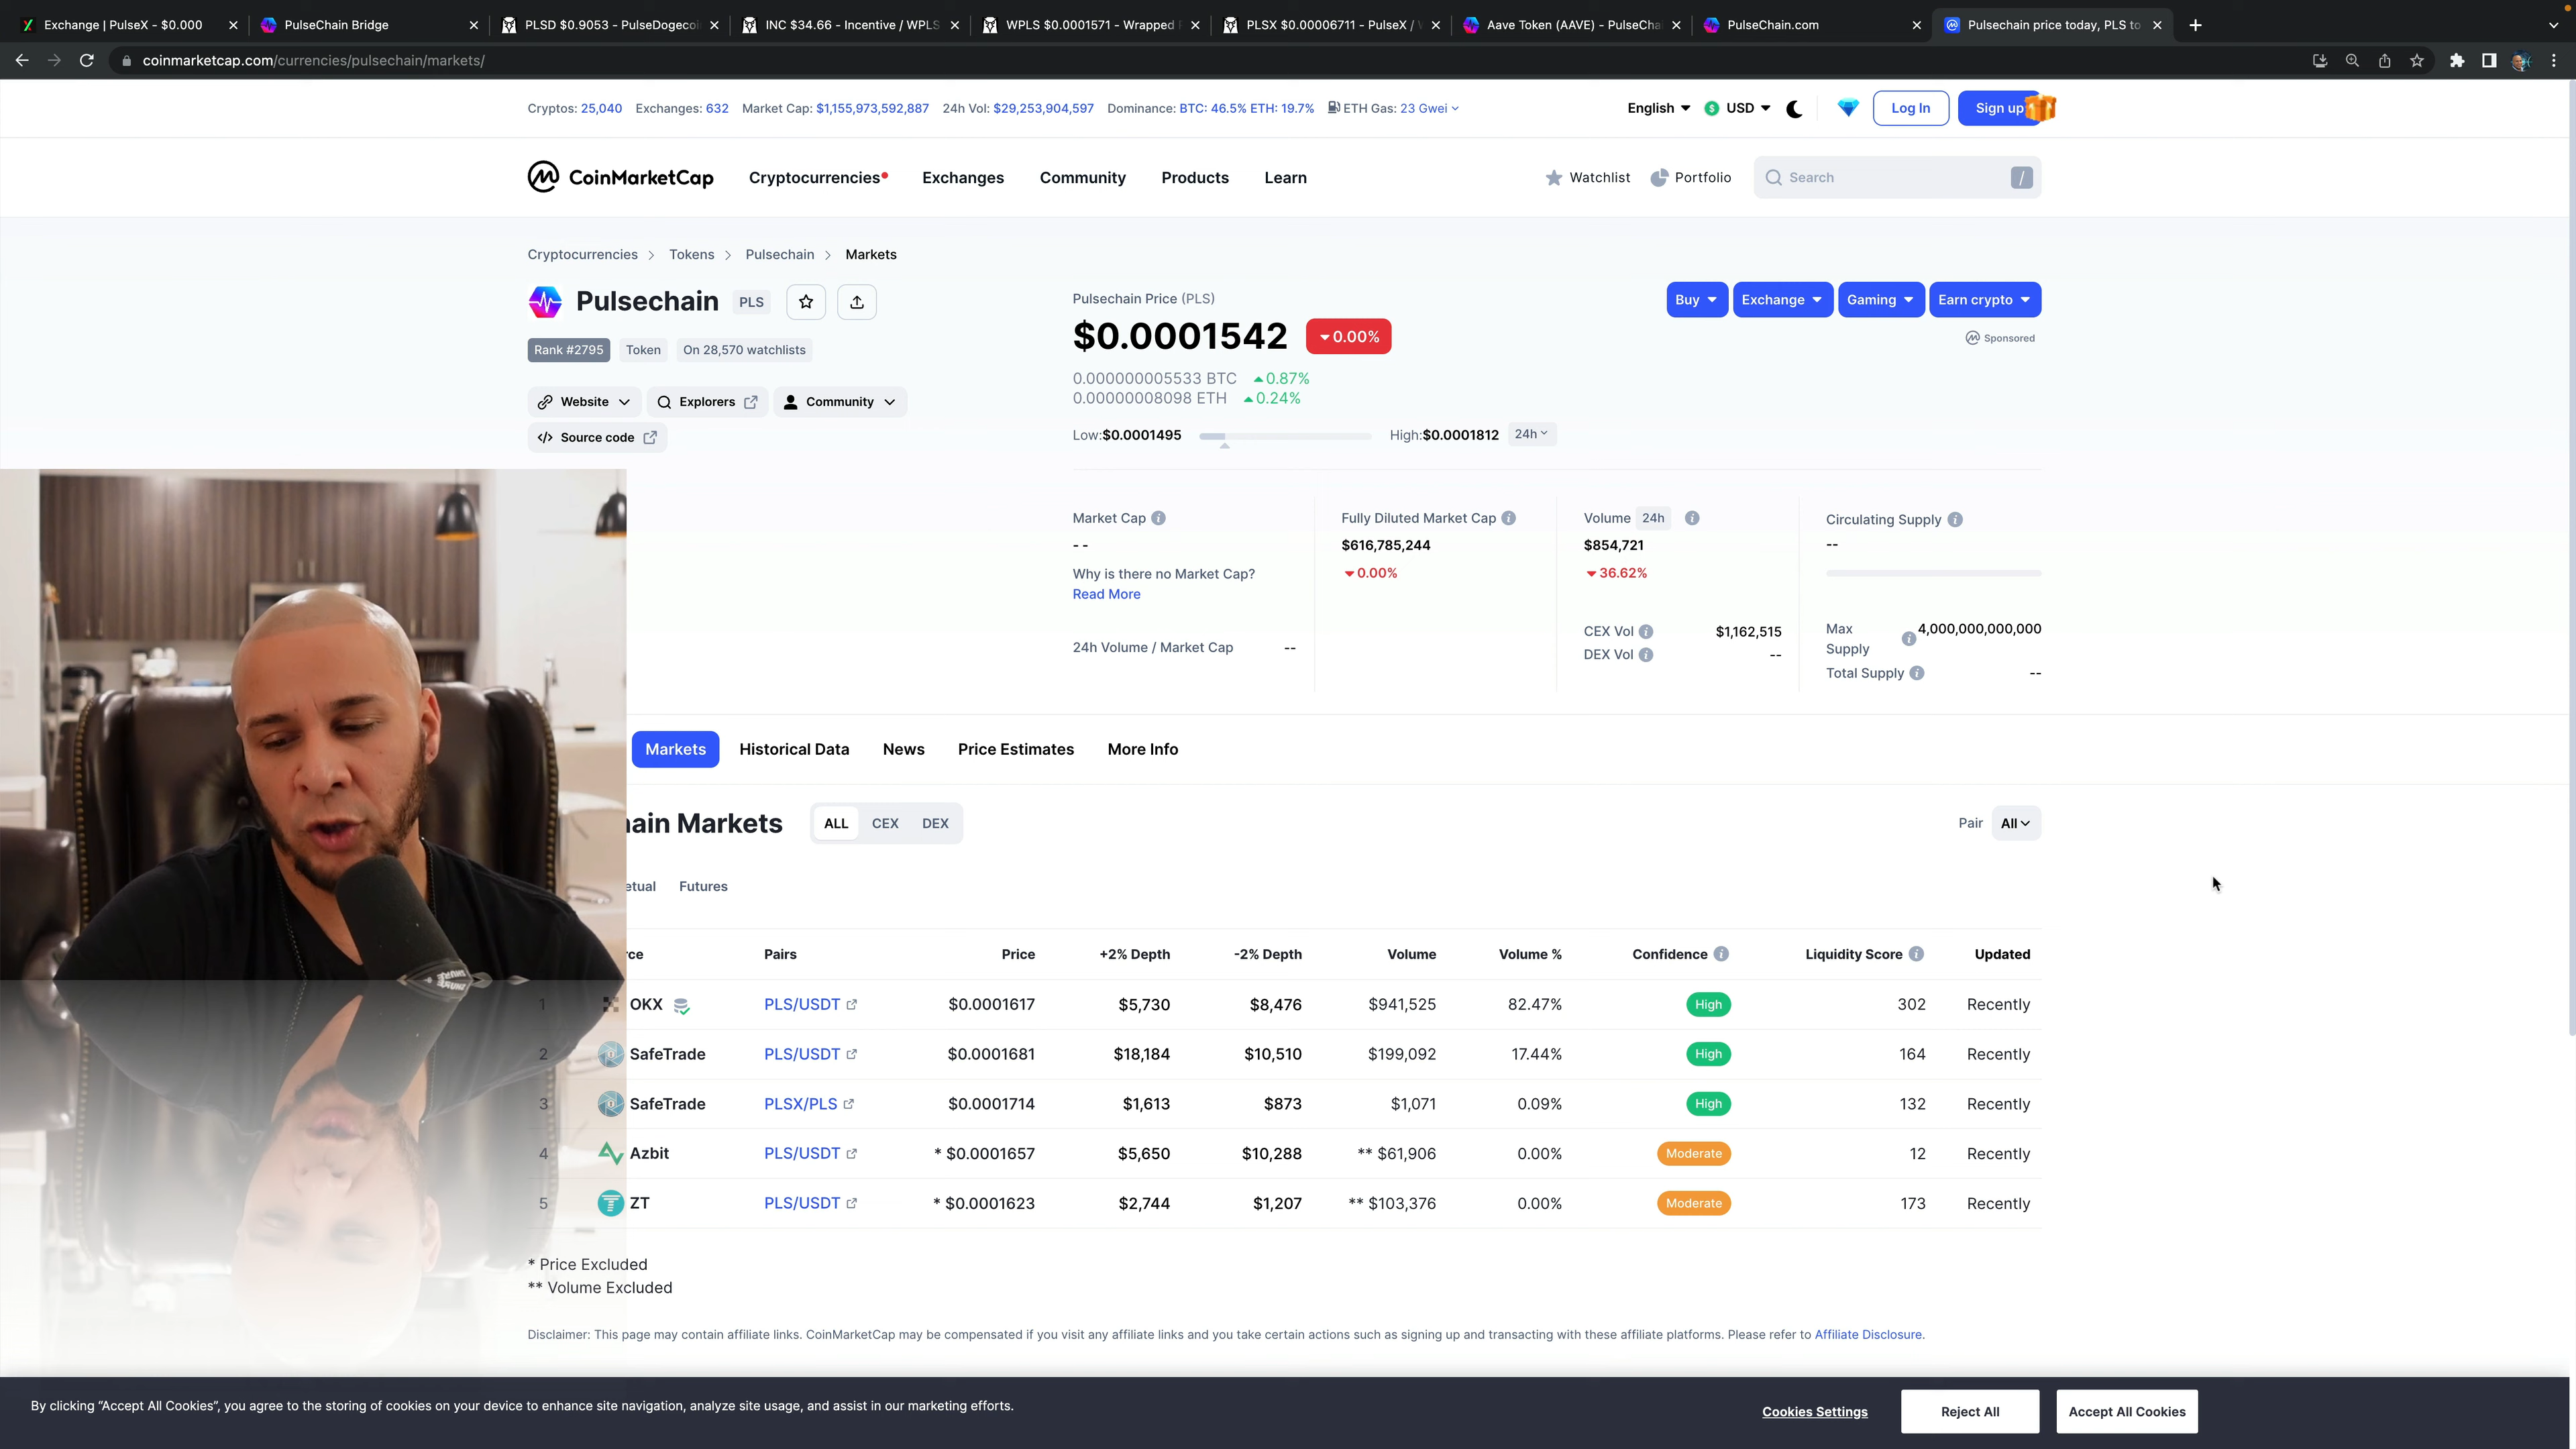 Exchange | PulseX - $0.000
PulseChain Bridge
PLSD $0.9053 - PulseDogecoi
INC $34.66 - Incentive / WPLS
WPLS $0.0001571 - Wrapped P
PLSX $0.00006711 - PulseX / W
Aave Token (AAVE) - PulseChai
PulseChain.com
Pulsechain price today, PLS to
coinmarketcap.com/currencies/pulsechain/markets/
Cryptos: 25,040 Exchanges: 632 Market Cap: $1,155,973,592,887 24h Vol: $29,253,904,597 Dominance: BTC: 46.5% ETH: 19.7% ETH Gas: 23 Gwei
English USD Log In Sign up
CoinMarketCap Cryptocurrencies Exchanges Community Products Learn Watchlist Portfolio Search /
Cryptocurrencies > Tokens > Pulsechain > Markets
Pulsechain PLS
Rank #2795 Token On 28,570 watchlists
Website Explorers Community
Source code
Pulsechain Price (PLS)
$0.0001542 0.00%
0.000000005533 BTC 0.87%
0.00000008098 ETH 0.24%
Low:$0.0001495 High:$0.0001812 24h
Buy Exchange Gaming Earn crypto
Sponsored
Market Cap
- -
Why is there no Market Cap?
Read More
24h Volume / Market Cap --
Fully Diluted Market Cap
$616,785,244
0.00%
Volume 24h
$854,721
36.62%
CEX Vol $1,162,515
DEX Vol --
Circulating Supply
--
Max Supply 4,000,000,000,000
Total Supply --
Markets Historical Data News Price Estimates More Info
ain Markets ALL CEX DEX Pair All
etual Futures
rce Pairs Price +2% Depth -2% Depth Volume Volume % Confidence Liquidity Score Updated
1 OKX PLS/USDT $0.0001617 $5,730 $8,476 $941,525 82.47% High 302 Recently
2 SafeTrade PLS/USDT $0.0001681 $18,184 $10,510 $199,092 17.44% High 164 Recently
3 SafeTrade PLSX/PLS $0.0001714 $1,613 $873 $1,071 0.09% High 132 Recently
4 Azbit PLS/USDT * $0.0001657 $5,650 $10,288 ** $61,906 0.00% Moderate 12 Recently
5 ZT PLS/USDT * $0.0001623 $2,744 $1,207 ** $103,376 0.00% Moderate 173 Recently
* Price Excluded
** Volume Excluded
Disclaimer: This page may contain affiliate links. CoinMarketCap may be compensated if you visit any affiliate links and you take certain actions such as signing up and transacting with these affiliate platforms. Please refer to Affiliate Disclosure.
By clicking “Accept All Cookies”, you agree to the storing of cookies on your device to enhance site navigation, analyze site usage, and assist in our marketing efforts.
Cookies Settings Reject All Accept All Cookies